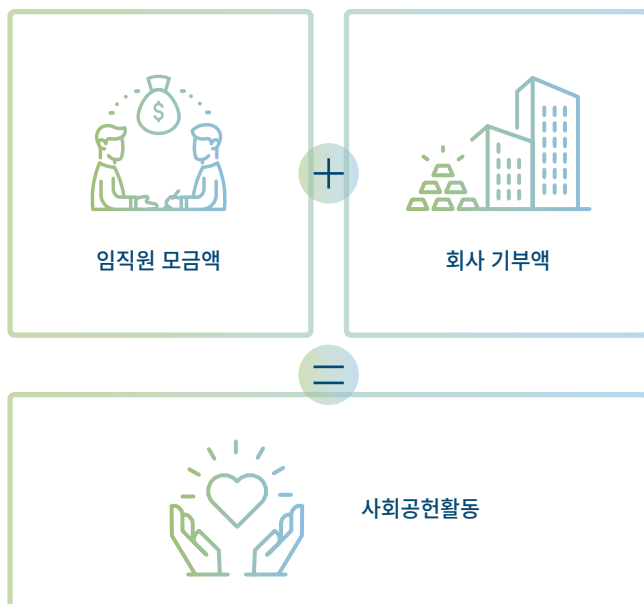 $
임직원 모금액
+
회사 기부액
=
사회공헌활동